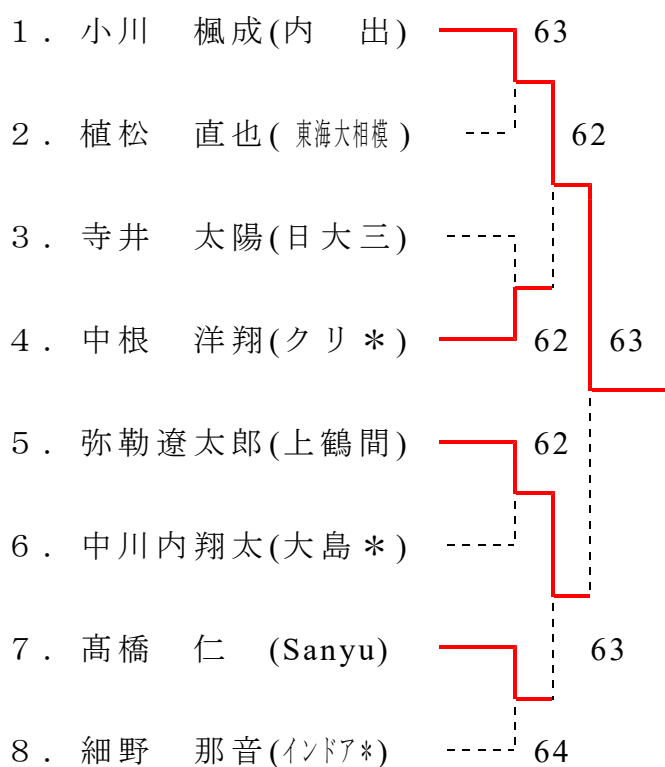 １. 小川　楓成(内　出) 63
２. 植松　直也(東海大相模) 62
３. 寺井　太陽(日大三)
４. 中根　洋翔(クリ＊) 62 63
５. 弥勒遼太郎(上鶴間) 62
６. 中川内翔太(大島＊)
７. 髙橋　仁　(Sanyu) 63
８. 細野　那音(インドア*) 64